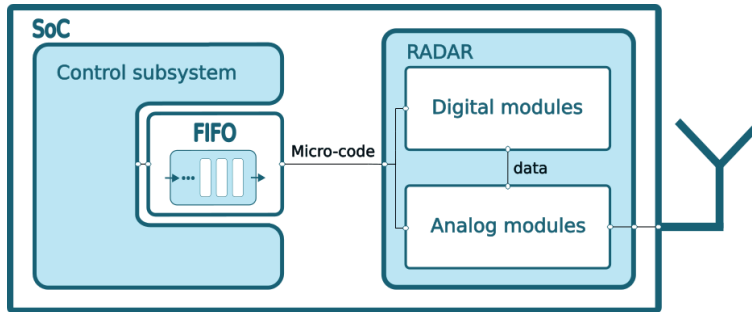 SoC
Control subsystem
FIFO
Micro-code
RADAR
Digital modules
data
Analog modules